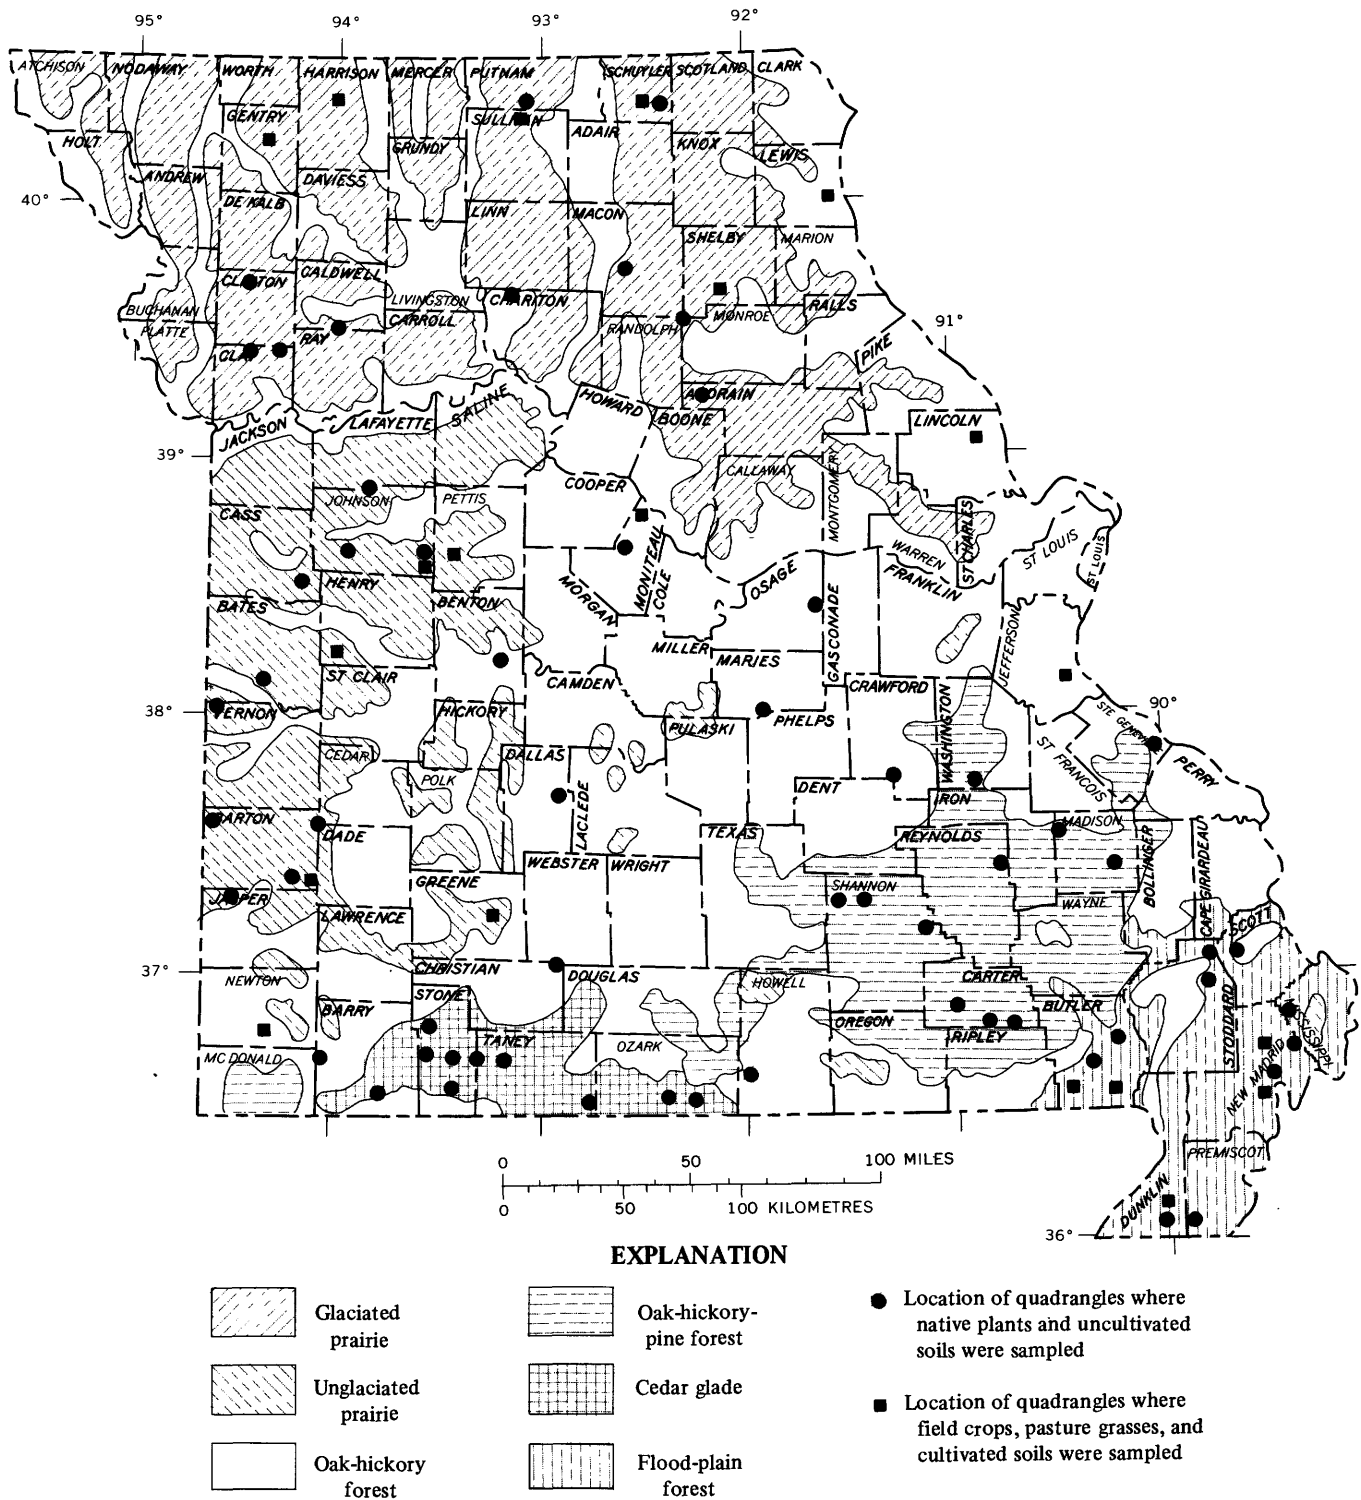 95° 94° 93° 92°
ATCHISON NODAWAY WORTH HARRISON MERCER PUTNAM SCHUYLER SCOTLAND CLARK
GENTRY SULLIVAN ADAIR
HOLT GRUNDY KNOX LEWIS
ANDREW DAVIESS
40° DE KALB LINN MACON
SHELBY MARION
CLINTON CALDWELL
BUCHANAN LIVINGSTON CHARITON RALLS
PLATTE RAY CARROLL RANDOLPH MONROE 91°
CLAY PIKE
AUDRAIN
JACKSON LAFAYETTE SALINE HOWARD BOONE LINCOLN
39°
CALLAWAY MONTGOMERY
JOHNSON PETTIS COOPER
CASS ST CHARLES
MONITEAU WARREN ST LOUIS ST LOUIS
HENRY MORGAN COLE OSAGE GASCONADE FRANKLIN
BATES BENTON
MILLER MARIES JEFFERSON
ST CLAIR CAMDEN CRAWFORD
38° VERNON HICKORY PULASKI PHELPS WASHINGTON STE GENEVIEVE 90°
CEDAR DALLAS ST FRANCOIS PERRY
POLK LACLEDE DENT IRON
BARTON DADE TEXAS REYNOLDS MADISON BOLLINGER CAPE GIRARDEAU
WEBSTER WRIGHT
JASPER GREENE SHANNON
LAWRENCE WAYNE SCOTT
37° CHRISTIAN DOUGLAS
NEWTON HOWELL CARTER
BARRY STONE OREGON BUTLER STODDARD MISSISSIPPI
MC DONALD TANEY OZARK RIPLEY
NEW MADRID
PREMISCOT
DUNKLIN
36°
0 50 100 MILES
0 50 100 KILOMETRES
EXPLANATION
Glaciated
prairie
Unglaciated
prairie
Oak-hickory
forest
Oak-hickory-
pine forest
Cedar glade
Flood-plain
forest
Location of quadrangles where
native plants and uncultivated
soils were sampled
Location of quadrangles where
field crops, pasture grasses, and
cultivated soils were sampled